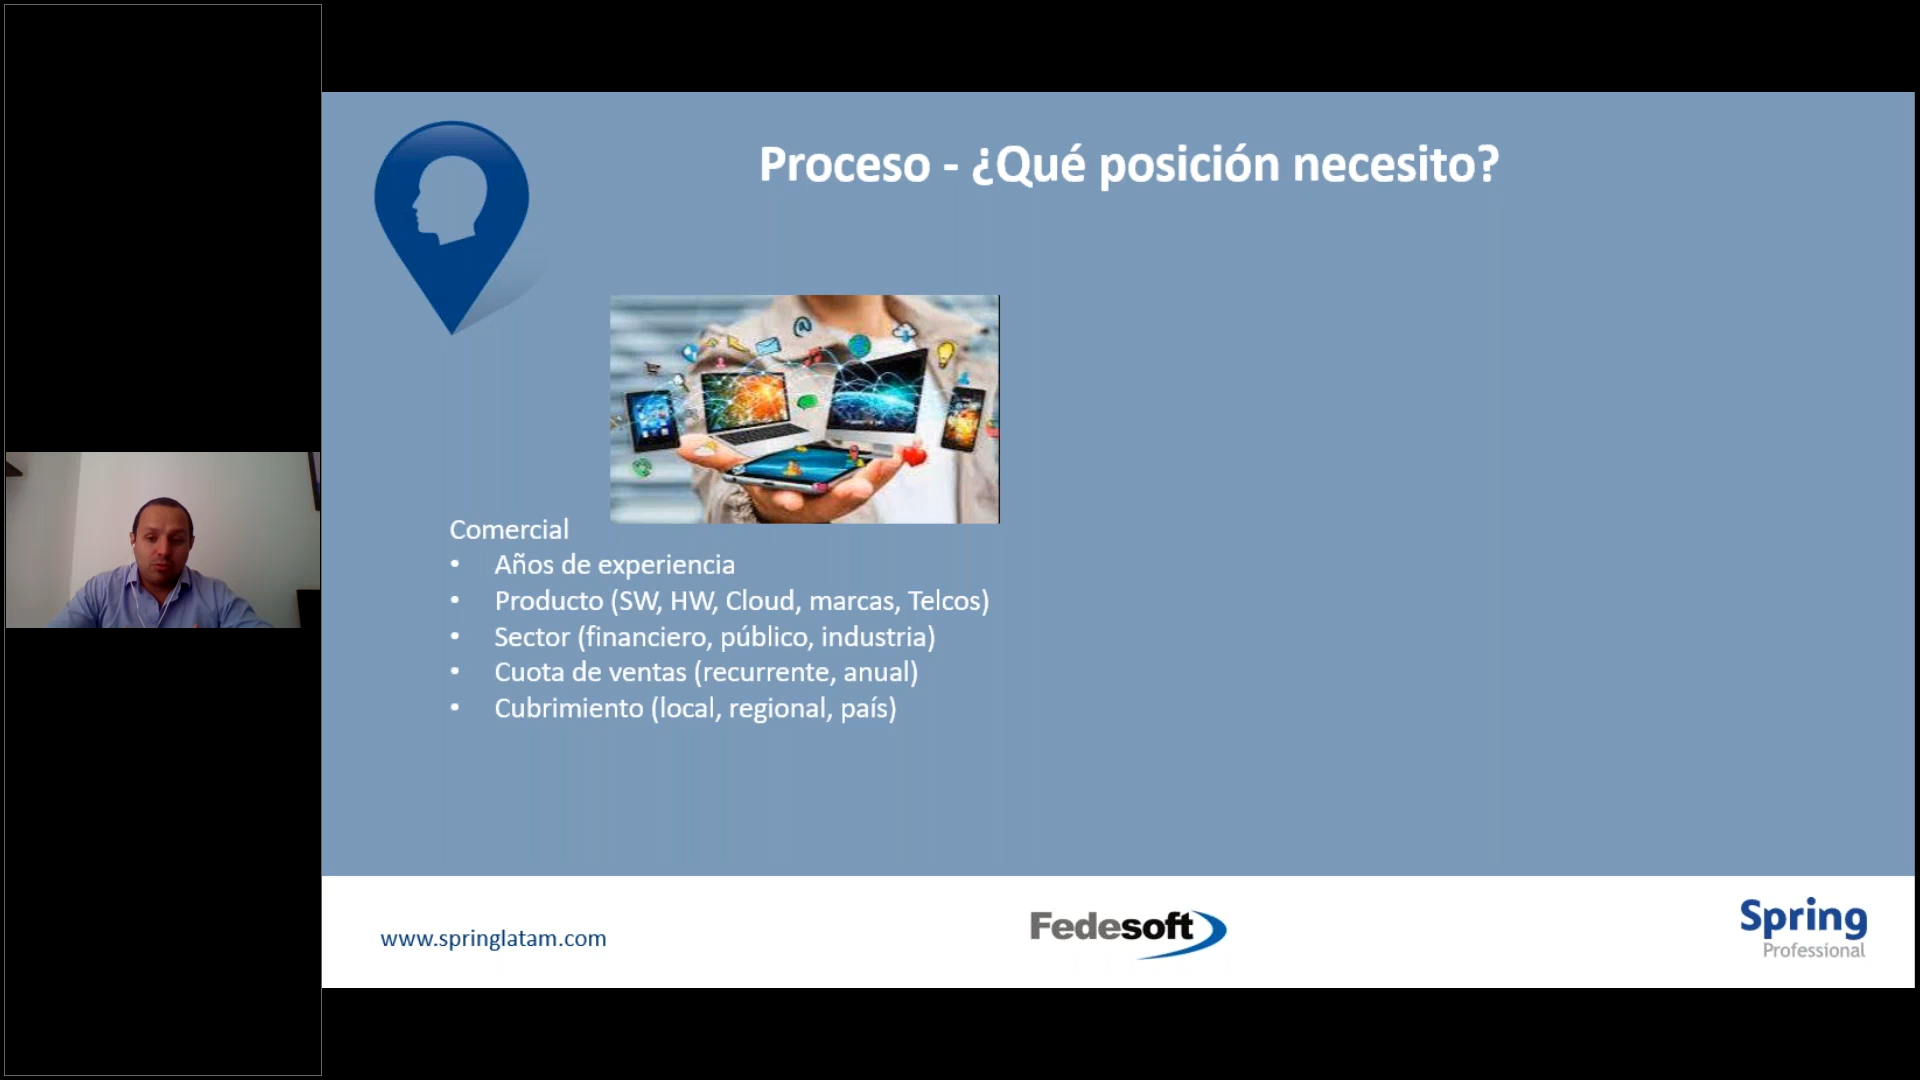 Proceso - ¿Qué posición necesito?
Comercial
• Años de experiencia
• Producto (SW, HW, Cloud, marcas, Telcos)
• Sector (financiero, público, industria)
• Cuota de ventas (recurrente, anual)
• Cubrimiento (local, regional, país)
www.springlatam.com
Fedesoft
Spring
Professional